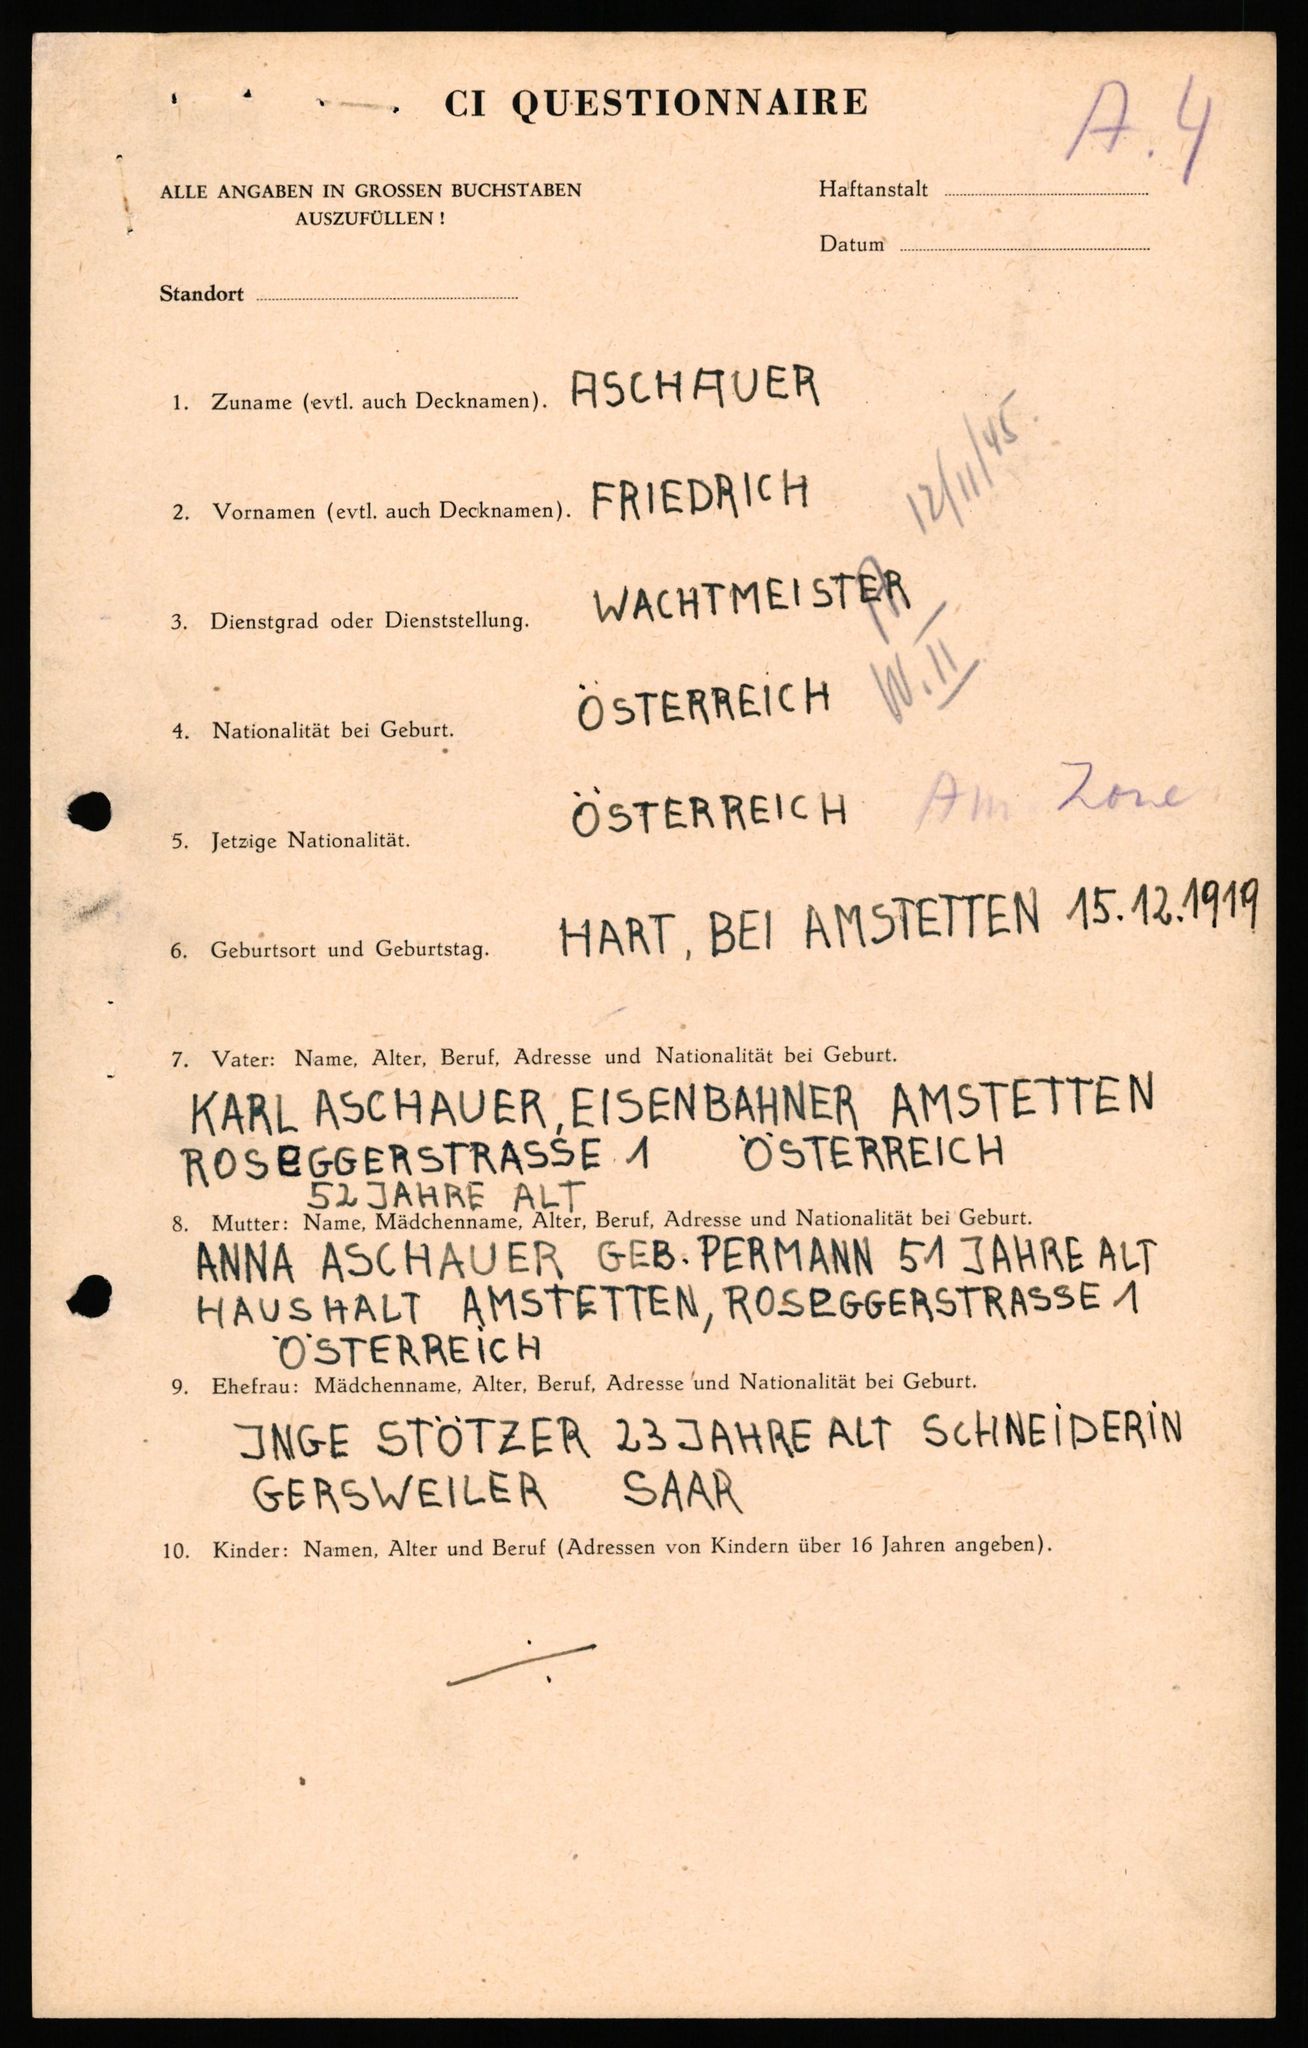 CI QUESTIONNAIRE
A. 4
ALLE ANGABEN IN GROSSEN BUCHSTABEN
AUSZUFÜLLEN !
Haftanstalt
Datum
Standort
1. Zuname (evtl. auch Decknamen). ASCHAUER
12/11/45.
2. Vornamen (evtl. auch Decknamen). FRIEDRICH
3. Dienstgrad oder Dienststellung. WACHTMEISTER
W. II
4. Nationalität bei Geburt. ÖSTERREICH
5. Jetzige Nationalität. ÖSTERREICH Am Zone
6. Geburtsort und Geburtstag. HART, BEI AMSTETTEN 15.12.1919
7. Vater: Name, Alter, Beruf, Adresse und Nationalität bei Geburt.
KARL ASCHAUER, EISENBAHNER AMSTETTEN
ROSEGGERSTRASSE 1 ÖSTERREICH
52 JAHRE ALT
8. Mutter: Name, Mädchenname, Alter, Beruf, Adresse und Nationalität bei Geburt.
ANNA ASCHAUER GEB. PERMANN 51 JAHRE ALT
HAUSHALT AMSTETTEN, ROSEGGERSTRASSE 1
ÖSTERREICH
9. Ehefrau: Mädchenname, Alter, Beruf, Adresse und Nationalität bei Geburt.
INGE STÖTZER 23 JAHRE ALT SCHNEIDERIN
GERSWEILER SAAR
10. Kinder: Namen, Alter und Beruf (Adressen von Kindern über 16 Jahren angeben).